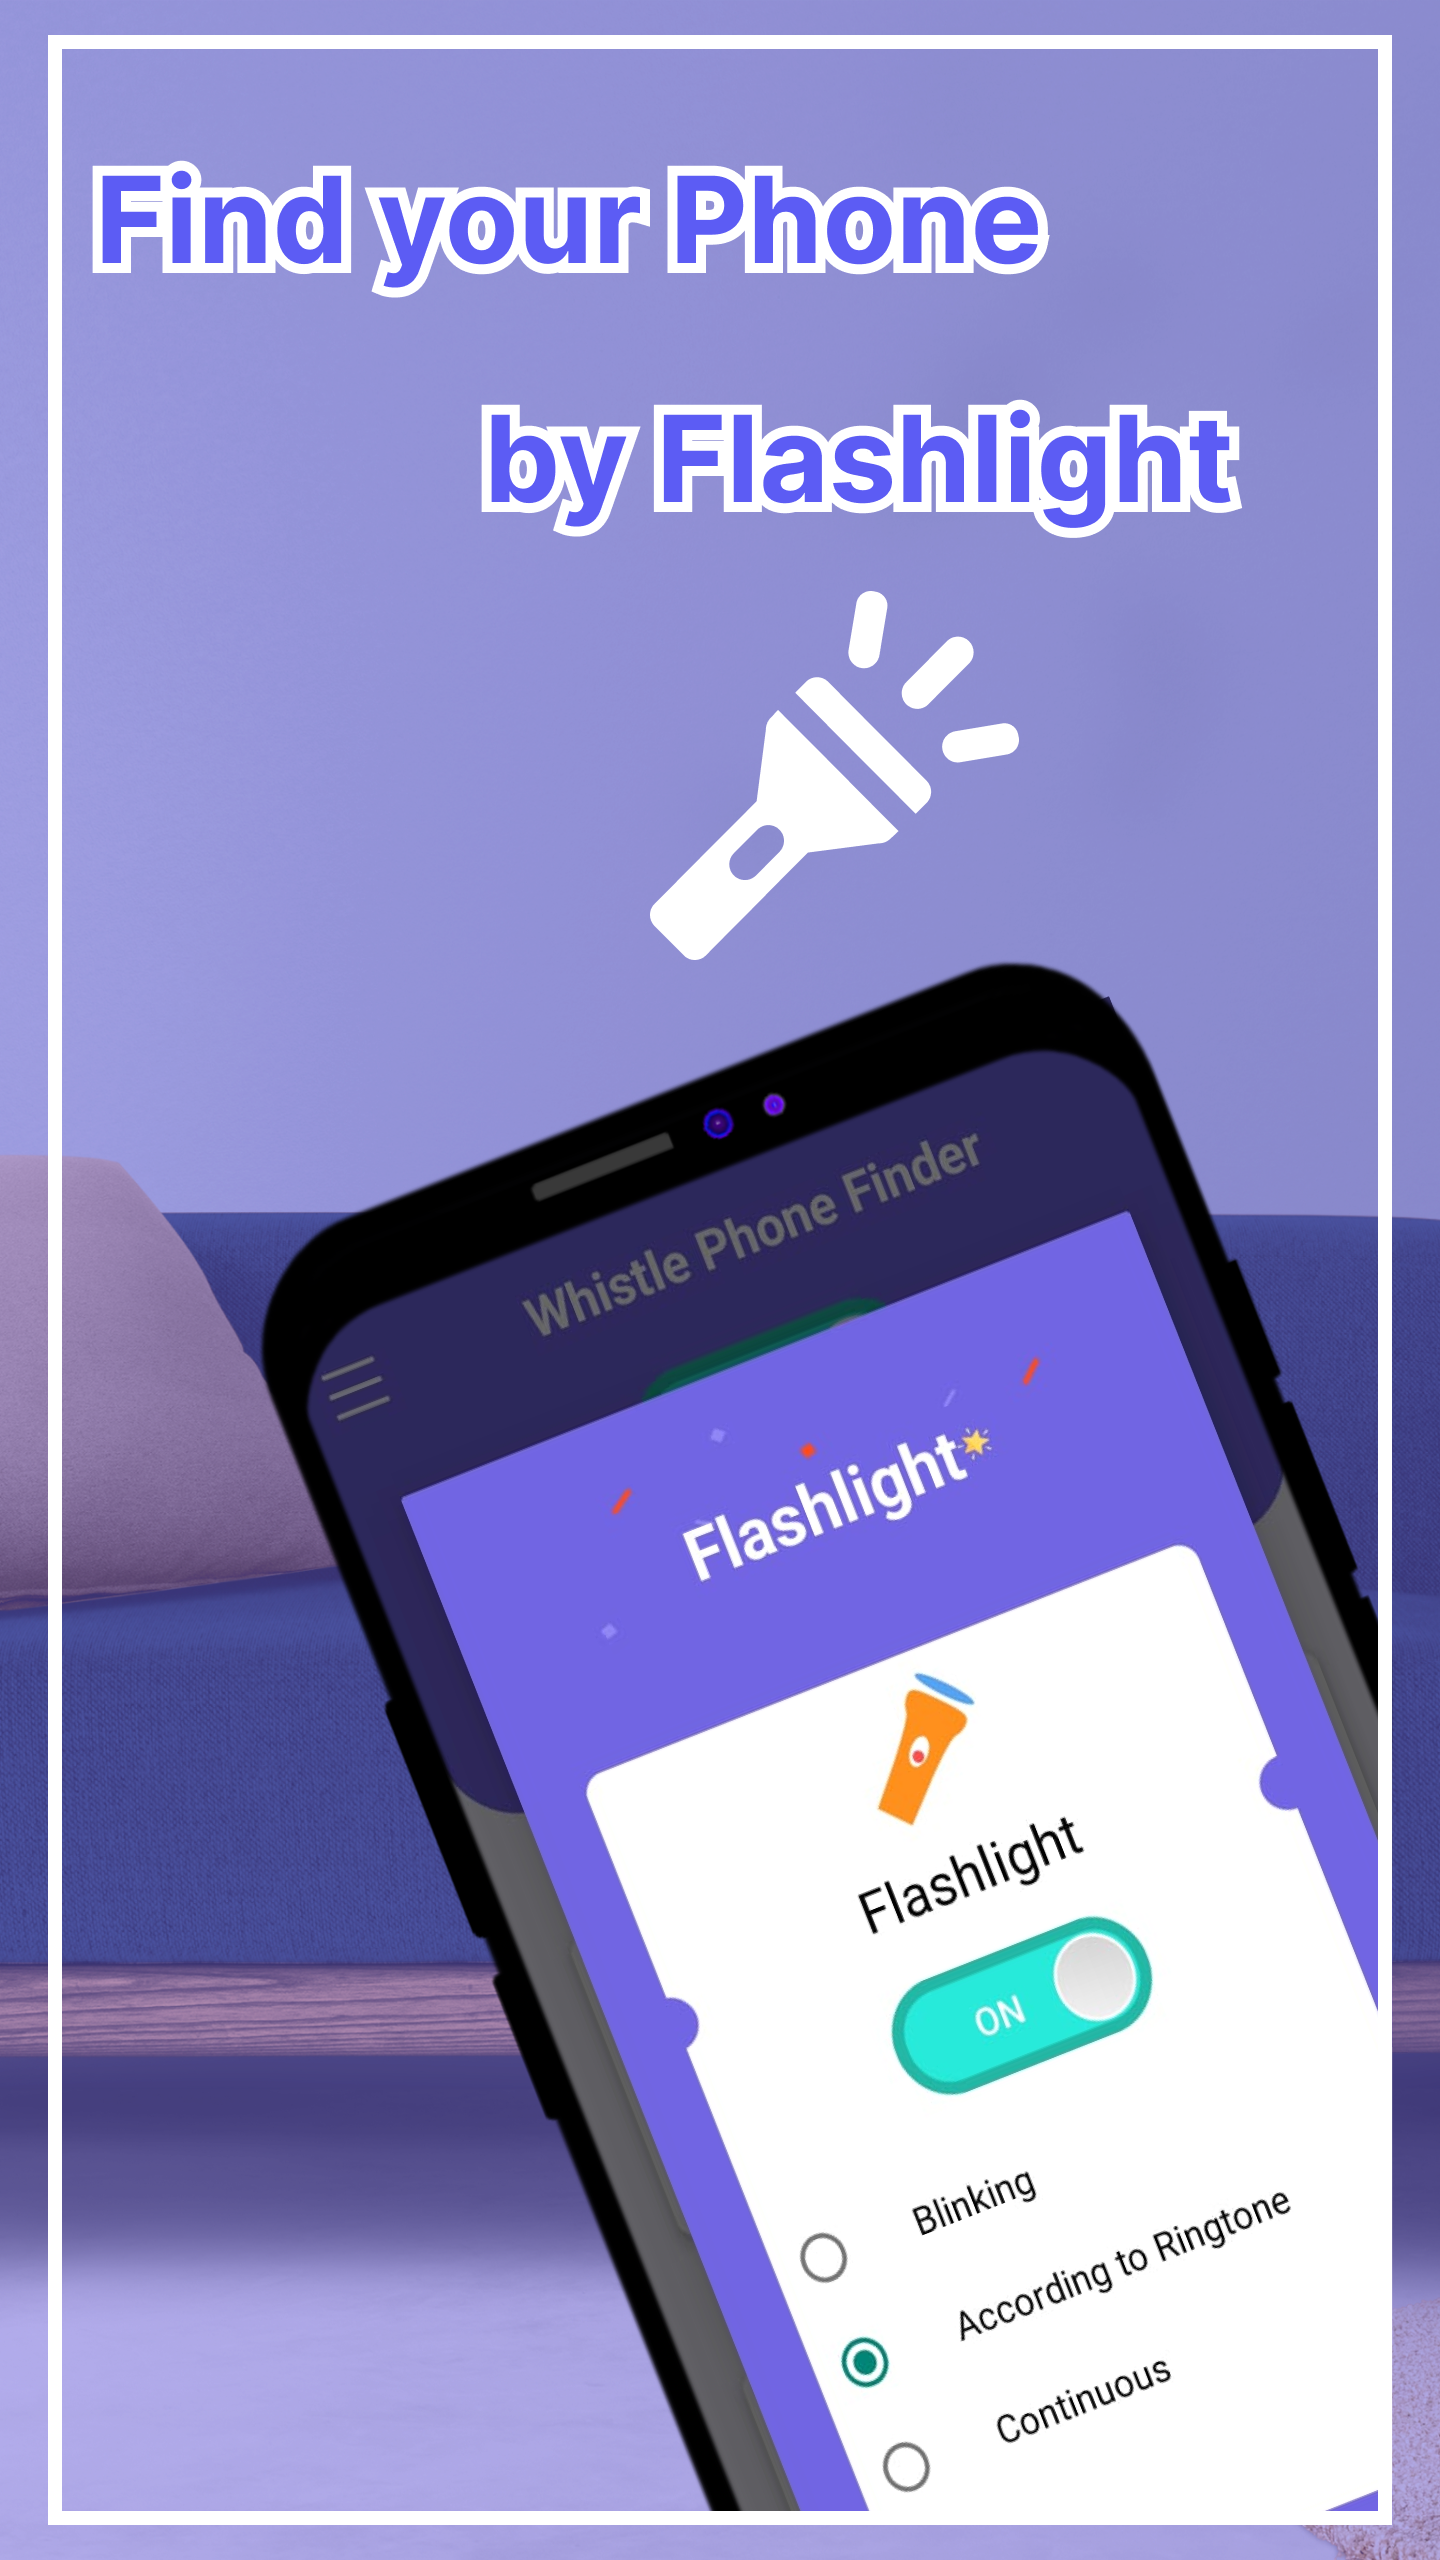 Find your Phone
by Flashlight
Whistle Phone Finder
Flashlight
Flashlight
ON
Blinking
According to Ringtone
Continuous